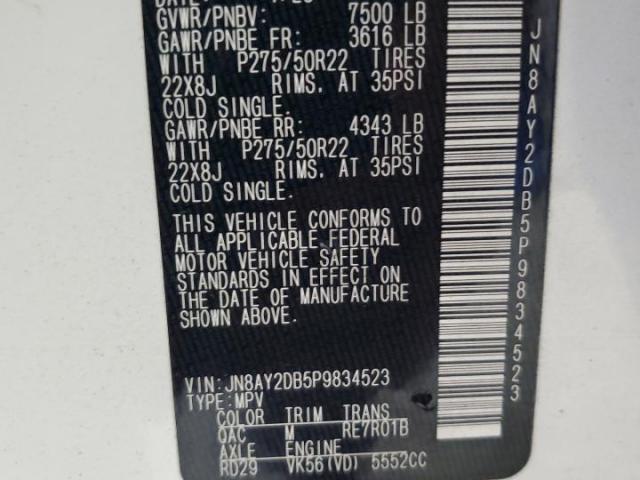 GVWR/PNBV: 7500 LB
GAWR/PNBE FR: 3616 LB
WITH P275/50R22 TIRES
22X8J RIMS. AT 35PSI
COLD SINGLE.
GAWR/PNBE RR: 4343 LB
WITH P275/50R22 TIRES
22X8J RIMS. AT 35PSI
COLD SINGLE.
THIS VEHICLE CONFORMS TO
ALL APPLICABLE FEDERAL
MOTOR VEHICLE SAFETY
STANDARDS IN EFFECT ON
THE DATE OF MANUFACTURE
SHOWN ABOVE.
VIN:JN8AY2DB5P9834523
TYPE:MPV
COLOR TRIM TRANS
QAC M RE7R01B
AXLE ENGINE
RD29 VK56(VD) 5552CC
JN8AY2DB5P9834523